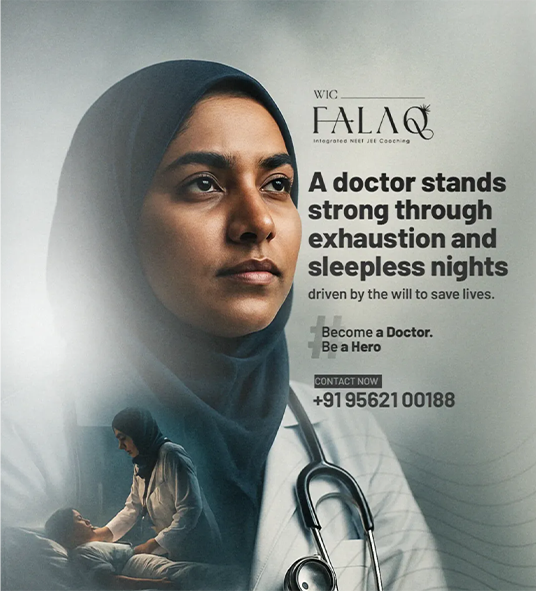 WIC
FALAQ
Integrated NEET JEE Coaching
A doctor stands
strong through
exhaustion and
sleepless nights
driven by the will to save lives.
#
Become a Doctor.
Be a Hero
CONTACT NOW
+91 95621 00188